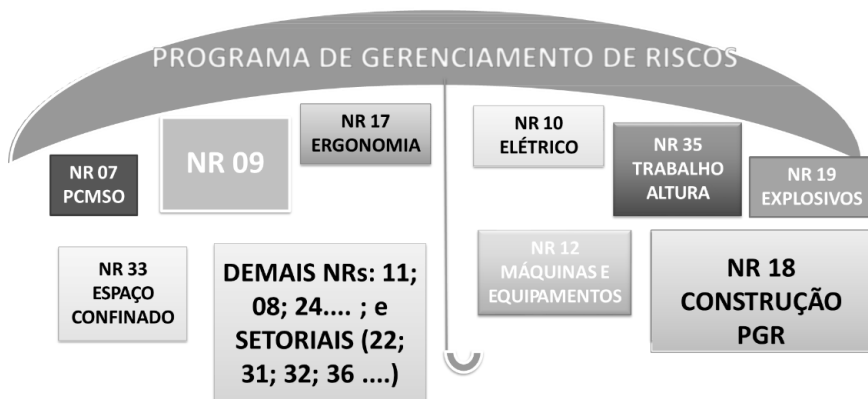 PROGRAMA DE GERENCIAMENTO DE RISCOS
NR 07
PCMSO
NR 09
NR 17
ERGONOMIA
NR 10
ELÉTRICO
NR 35
TRABALHO
ALTURA
NR 19
EXPLOSIVOS
NR 33
ESPAÇO
CONFINADO
DEMAIS NRs: 11;
08; 24.... ; e
SETORIAIS (22;
31; 32; 36 ....)
NR 12
MÁQUINAS E
EQUIPAMENTOS
NR 18
CONSTRUÇÃO
PGR